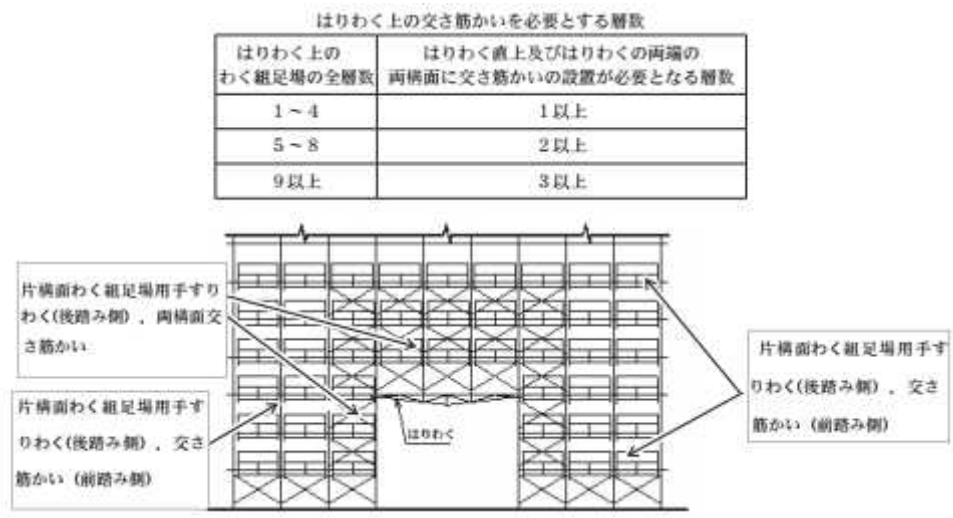 はりわく上の交さ筋かいを必要とする層数
はりわく上の
わく組足場の全層数
はりわく直上及びはりわくの両端の
両構面に交さ筋かいの設置が必要となる層数
1～4
1以上
5～8
2以上
9以上
3以上
片構面わく組足場用手すり
わく(後踏み側)，両構面交
さ筋かい
片構面わく組足場用手す
りわく(後踏み側)，交さ
筋かい（前踏み側）
はりわく
片構面わく組足場用手す
りわく(後踏み側)，交さ
筋かい（前踏み側）